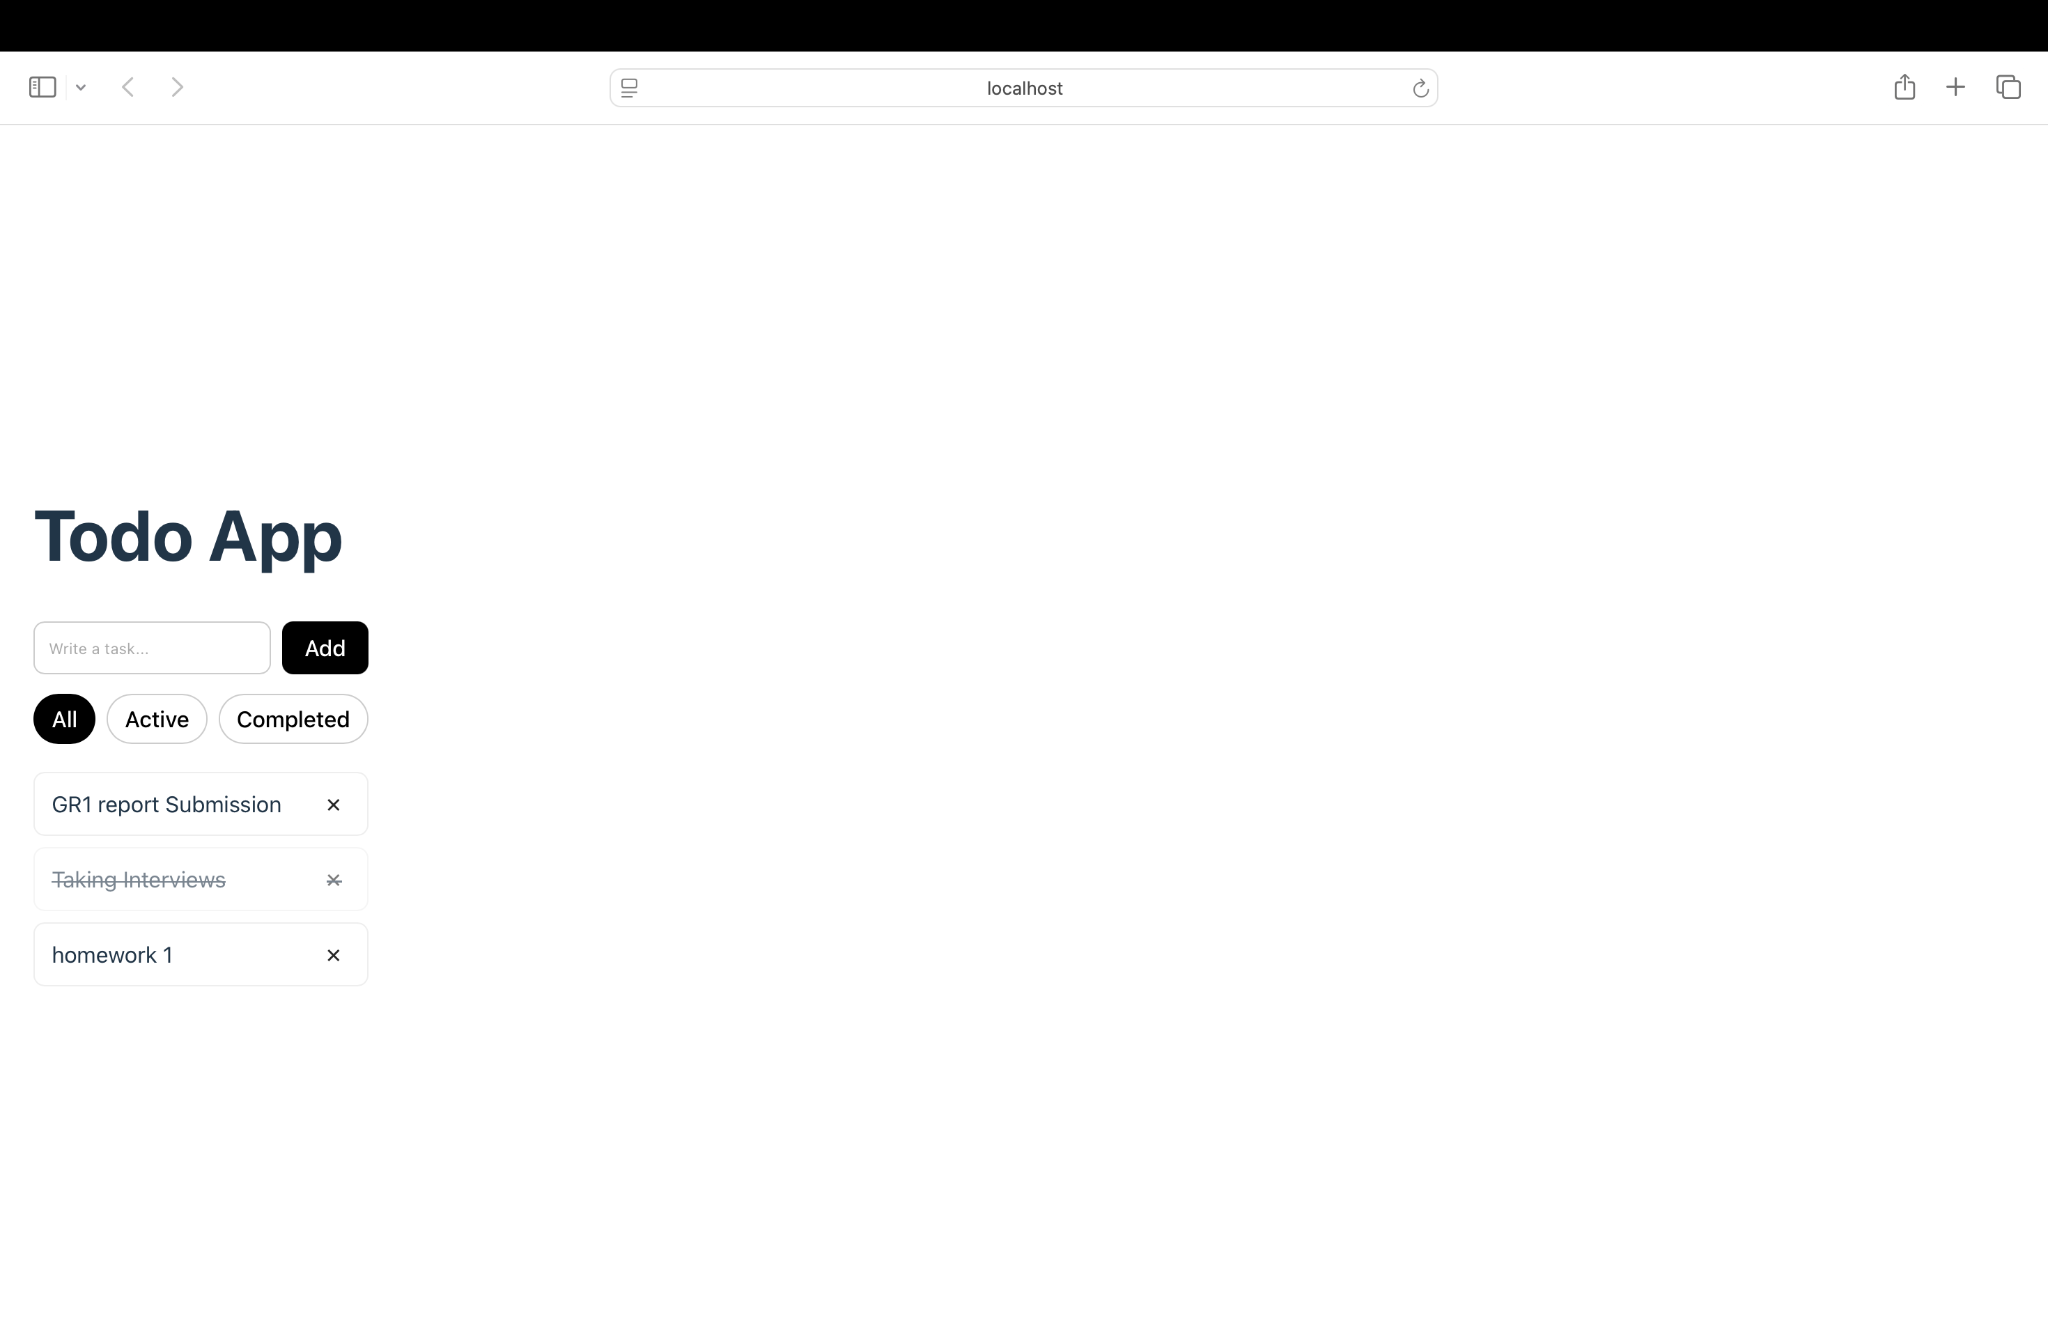 localhost
Todo App
Write a task...
Add
All
Active
Completed
GR1 report Submission
Taking Interviews
homework 1